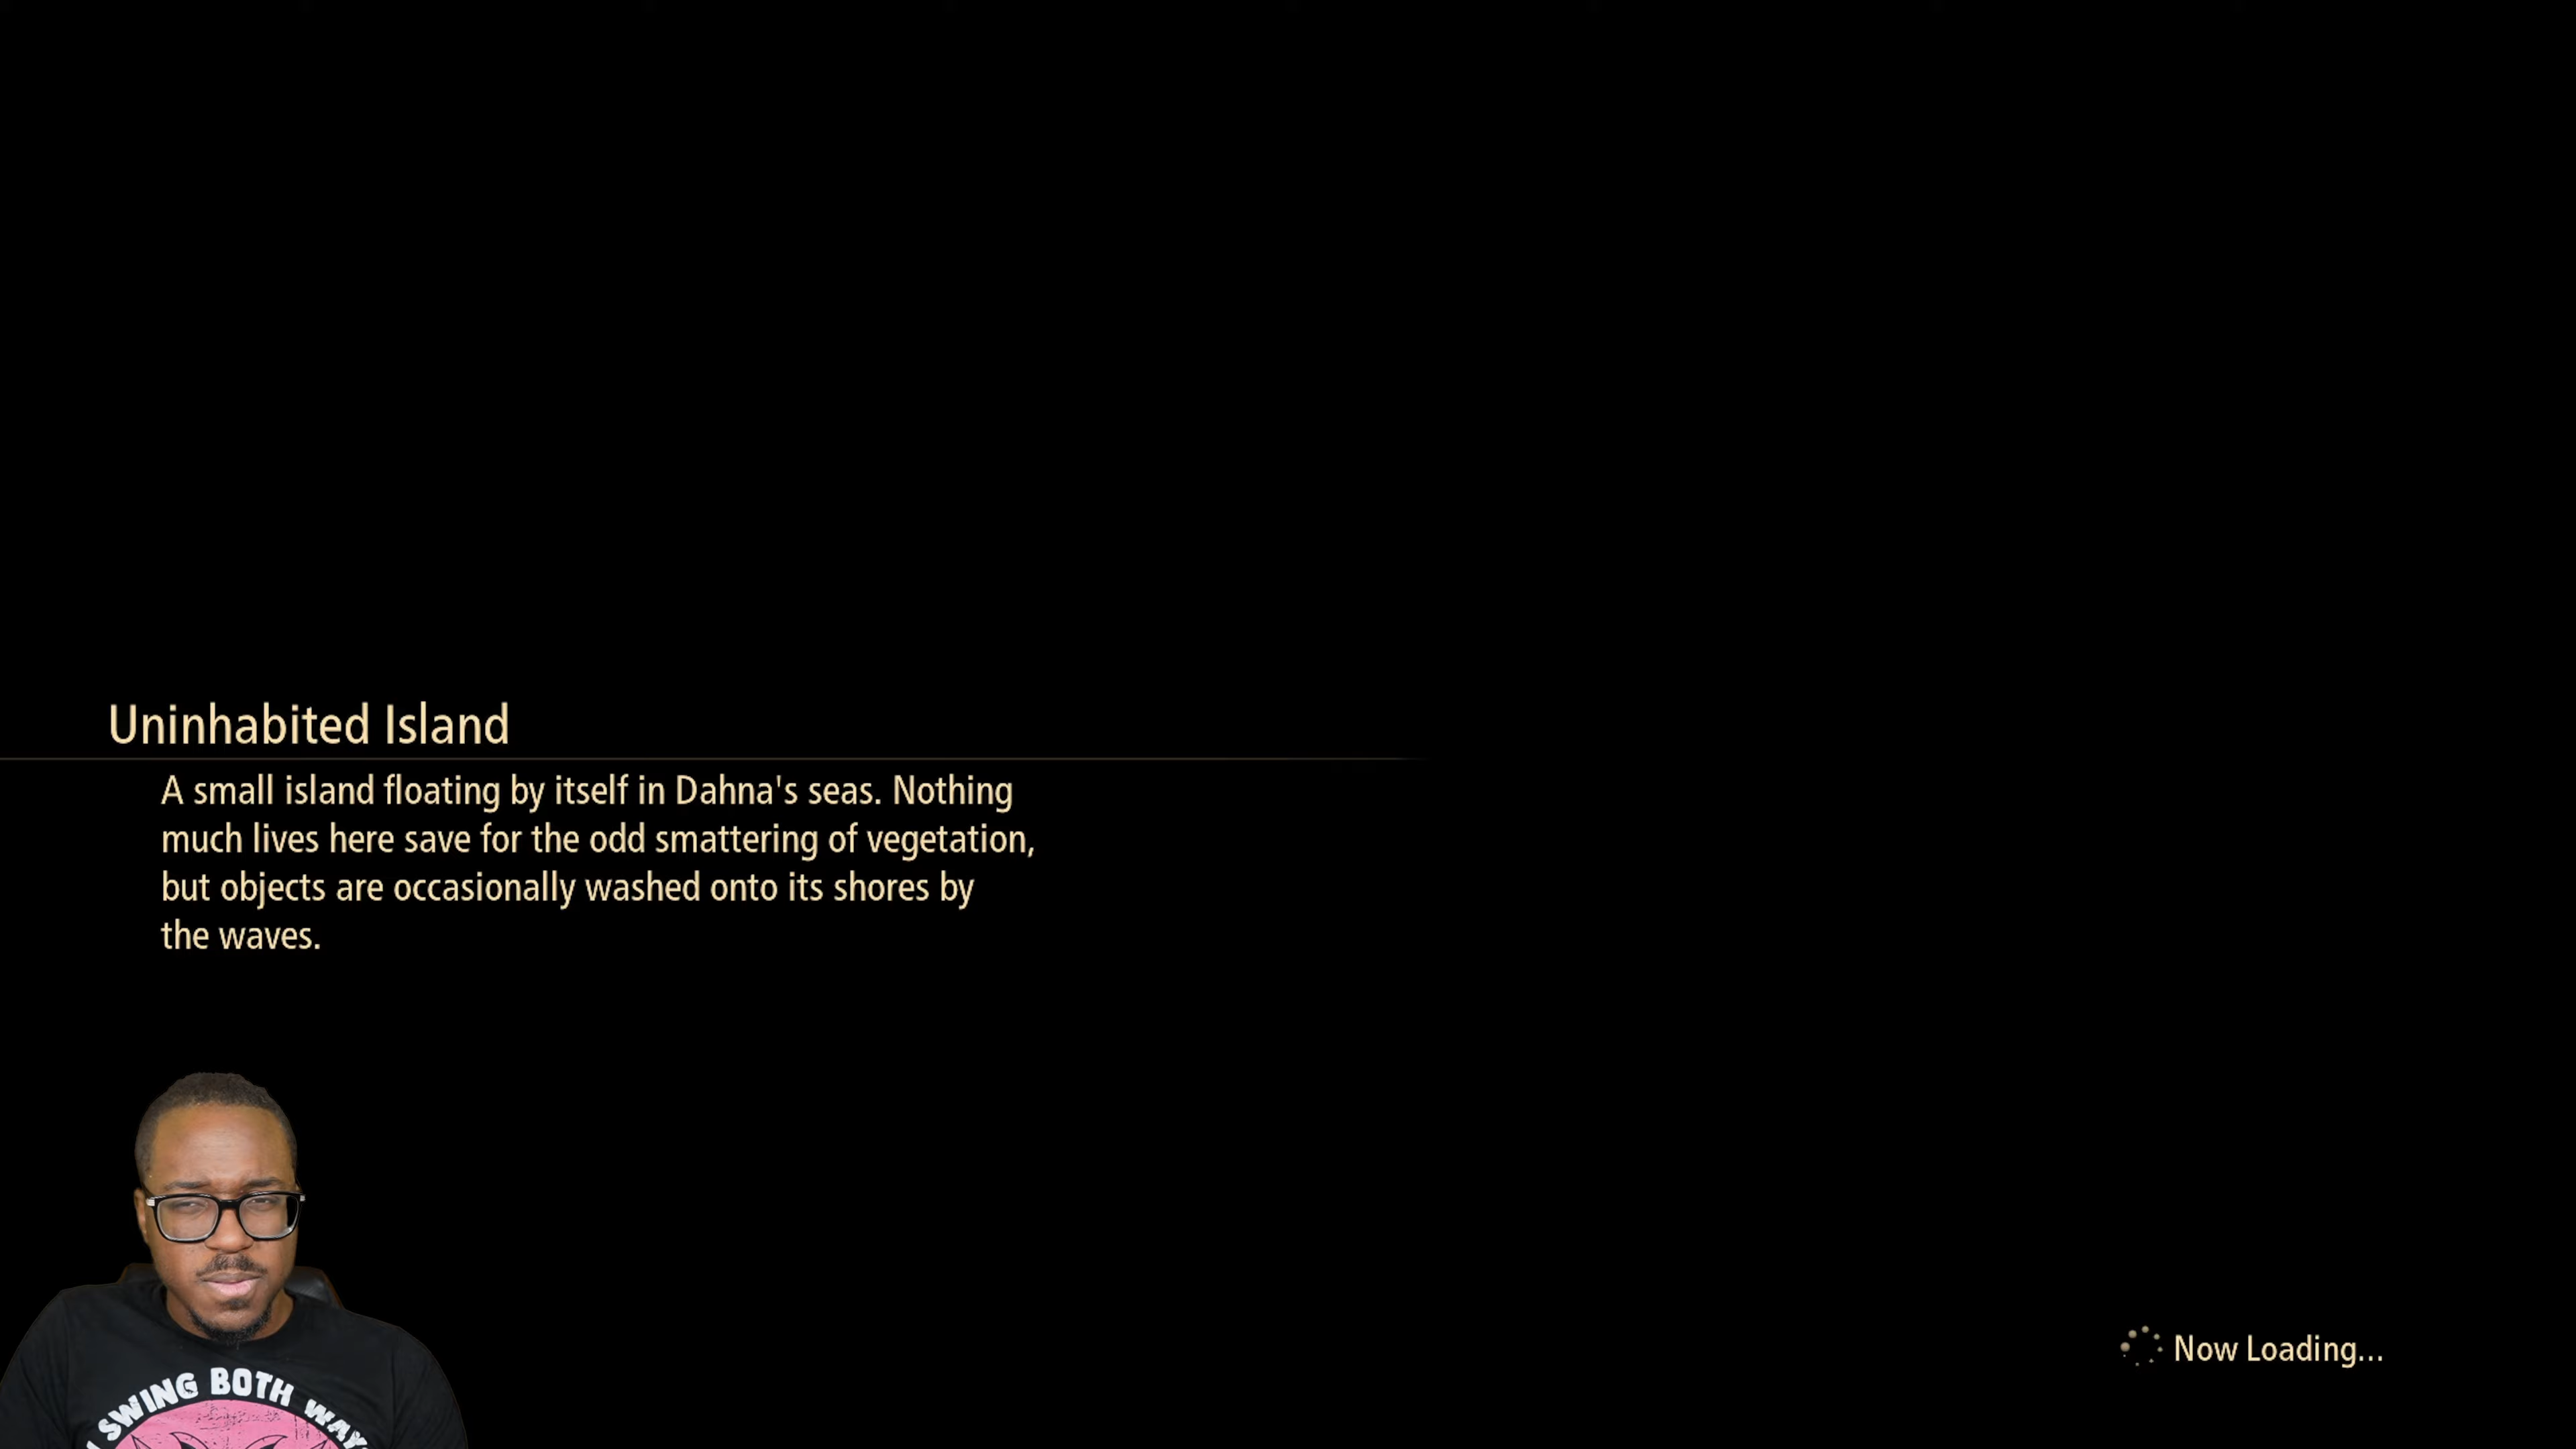 Uninhabited Island
A small island floating by itself in Dahna's seas. Nothing
much lives here save for the odd smattering of vegetation,
but objects are occasionally washed onto its shores by
the waves.
I SWING BOTH WAYS
Now Loading...